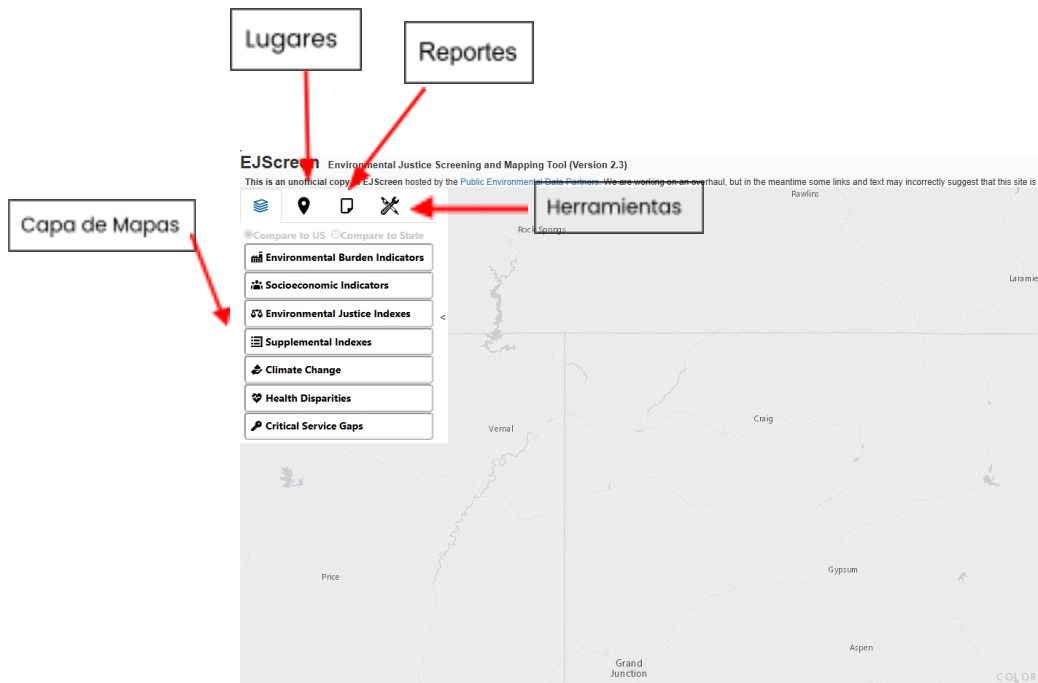 Lugares
Reportes
EJScreen Environmental Justice Screening and Mapping Tool (Version 2.3)
This is an unofficial copy of EJScreen hosted by the Public Environmental Data Partners. We are working on an overhaul, but in the meantime some links and text may incorrectly suggest that this site is
Herramientas
Capa de Mapas
Compare to US Compare to State
Environmental Burden Indicators
Socioeconomic Indicators
Environmental Justice Indexes
<
Supplemental Indexes
Climate Change
Health Disparities
Critical Service Gaps
Rawlins
Rock Springs
Laramie
Craig
Vernal
Price
Gypsum
Aspen
Grand
Junction
COLOR